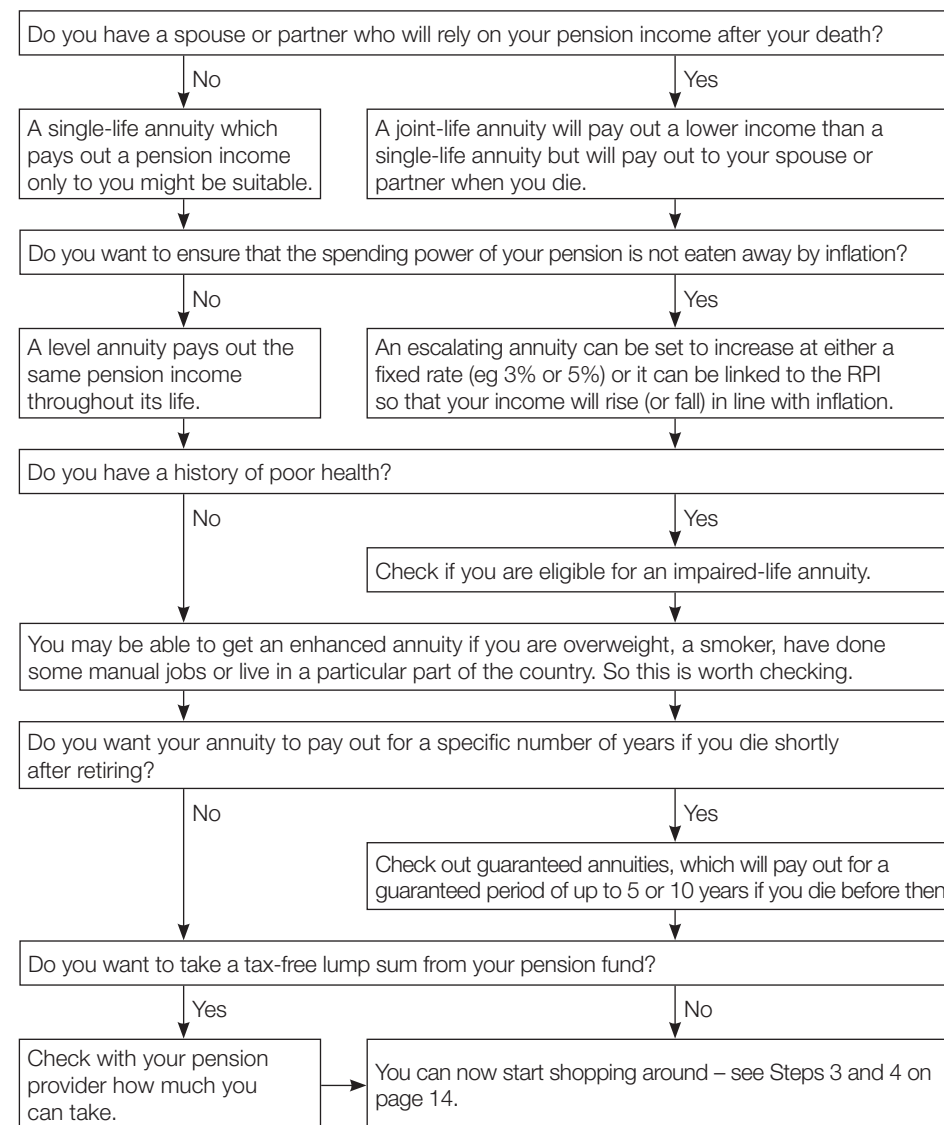 Do you have a spouse or partner who will rely on your pension income after your death?
No
Yes
A single-life annuity which
pays out a pension income
only to you might be suitable.
A joint-life annuity will pay out a lower income than a
single-life annuity but will pay out to your spouse or
partner when you die.
Do you want to ensure that the spending power of your pension is not eaten away by inflation?
No
Yes
A level annuity pays out the
same pension income
throughout its life.
An escalating annuity can be set to increase at either a
fixed rate (eg 3% or 5%) or it can be linked to the RPI
so that your income will rise (or fall) in line with inflation.
Do you have a history of poor health?
No
Yes
Check if you are eligible for an impaired-life annuity.
You may be able to get an enhanced annuity if you are overweight, a smoker, have done
some manual jobs or live in a particular part of the country. So this is worth checking.
Do you want your annuity to pay out for a specific number of years if you die shortly
after retiring?
No
Yes
Check out guaranteed annuities, which will pay out for a
guaranteed period of up to 5 or 10 years if you die before then
Do you want to take a tax-free lump sum from your pension fund?
Yes
No
Check with your pension
provider how much you
can take.
You can now start shopping around – see Steps 3 and 4 on
page 14.